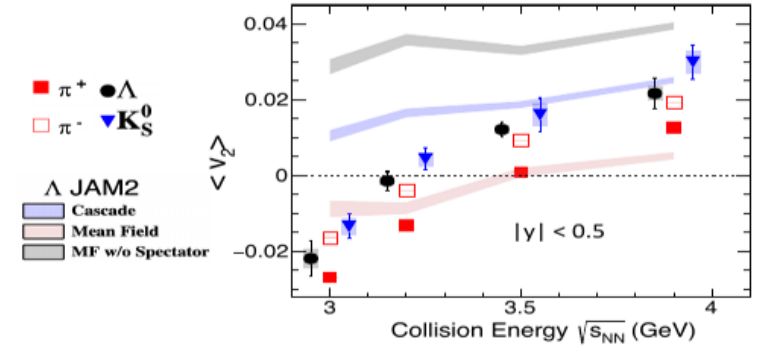 π+ Λ
π- K0S
Λ JAM2
Cascade
Mean Field
MF w/o Spectator
<v2>
0.04
0.02
0
−0.02
|y| < 0.5
3 3.5 4
Collision Energy √sNN (GeV)